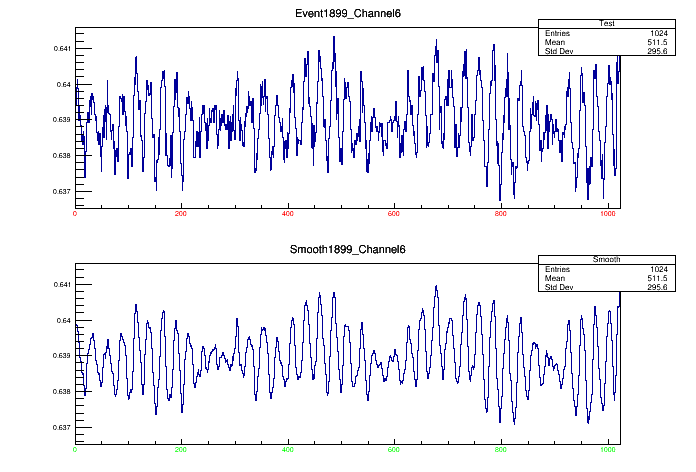 Event1899_Channel6
Test
Entries 1024
Mean 511.5
Std Dev 295.6
0.641
0.64
0.639
0.638
0.637
0 200 400 600 800 1000
Smooth1899_Channel6
Smooth
Entries 1024
Mean 511.5
Std Dev 295.6
0.641
0.64
0.639
0.638
0.637
0 200 400 600 800 1000